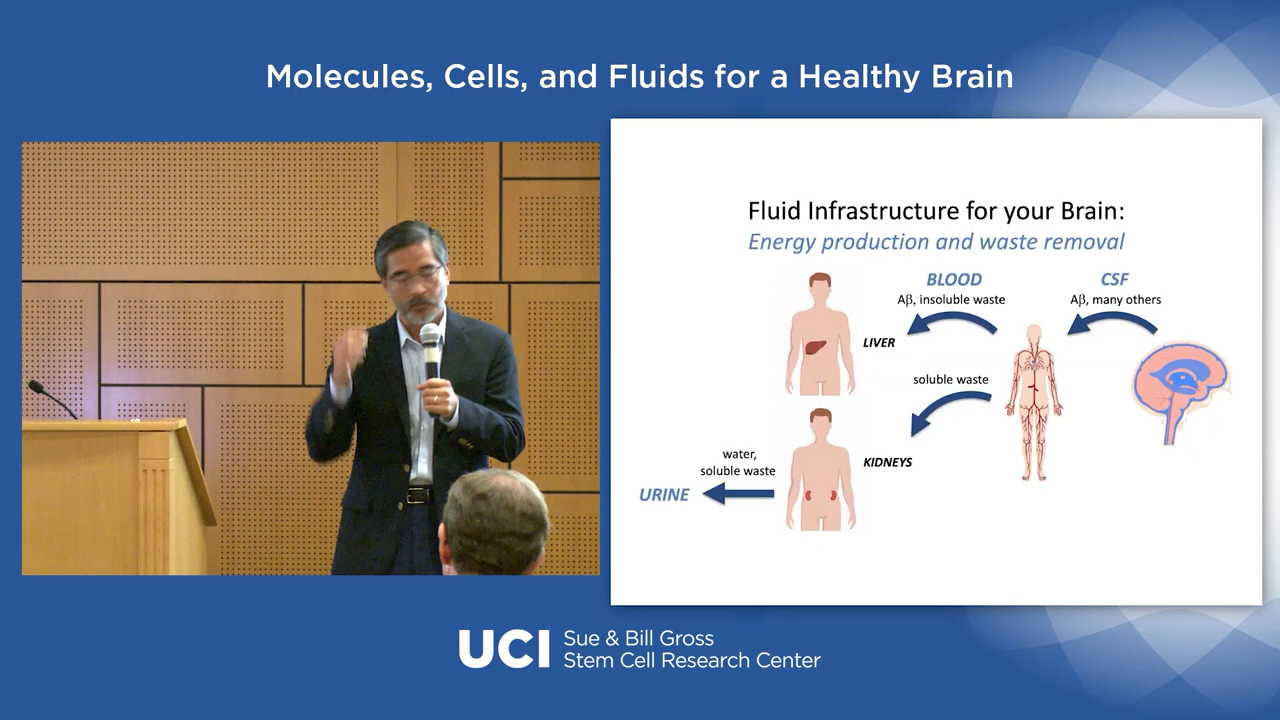 Molecules, Cells, and Fluids for a Healthy Brain
Fluid Infrastructure for your Brain:
Energy production and waste removal
BLOOD
Aβ, insoluble waste
CSF
Aβ, many others
LIVER
soluble waste
KIDNEYS
water,
soluble waste
URINE
UCI
Sue & Bill Gross
Stem Cell Research Center